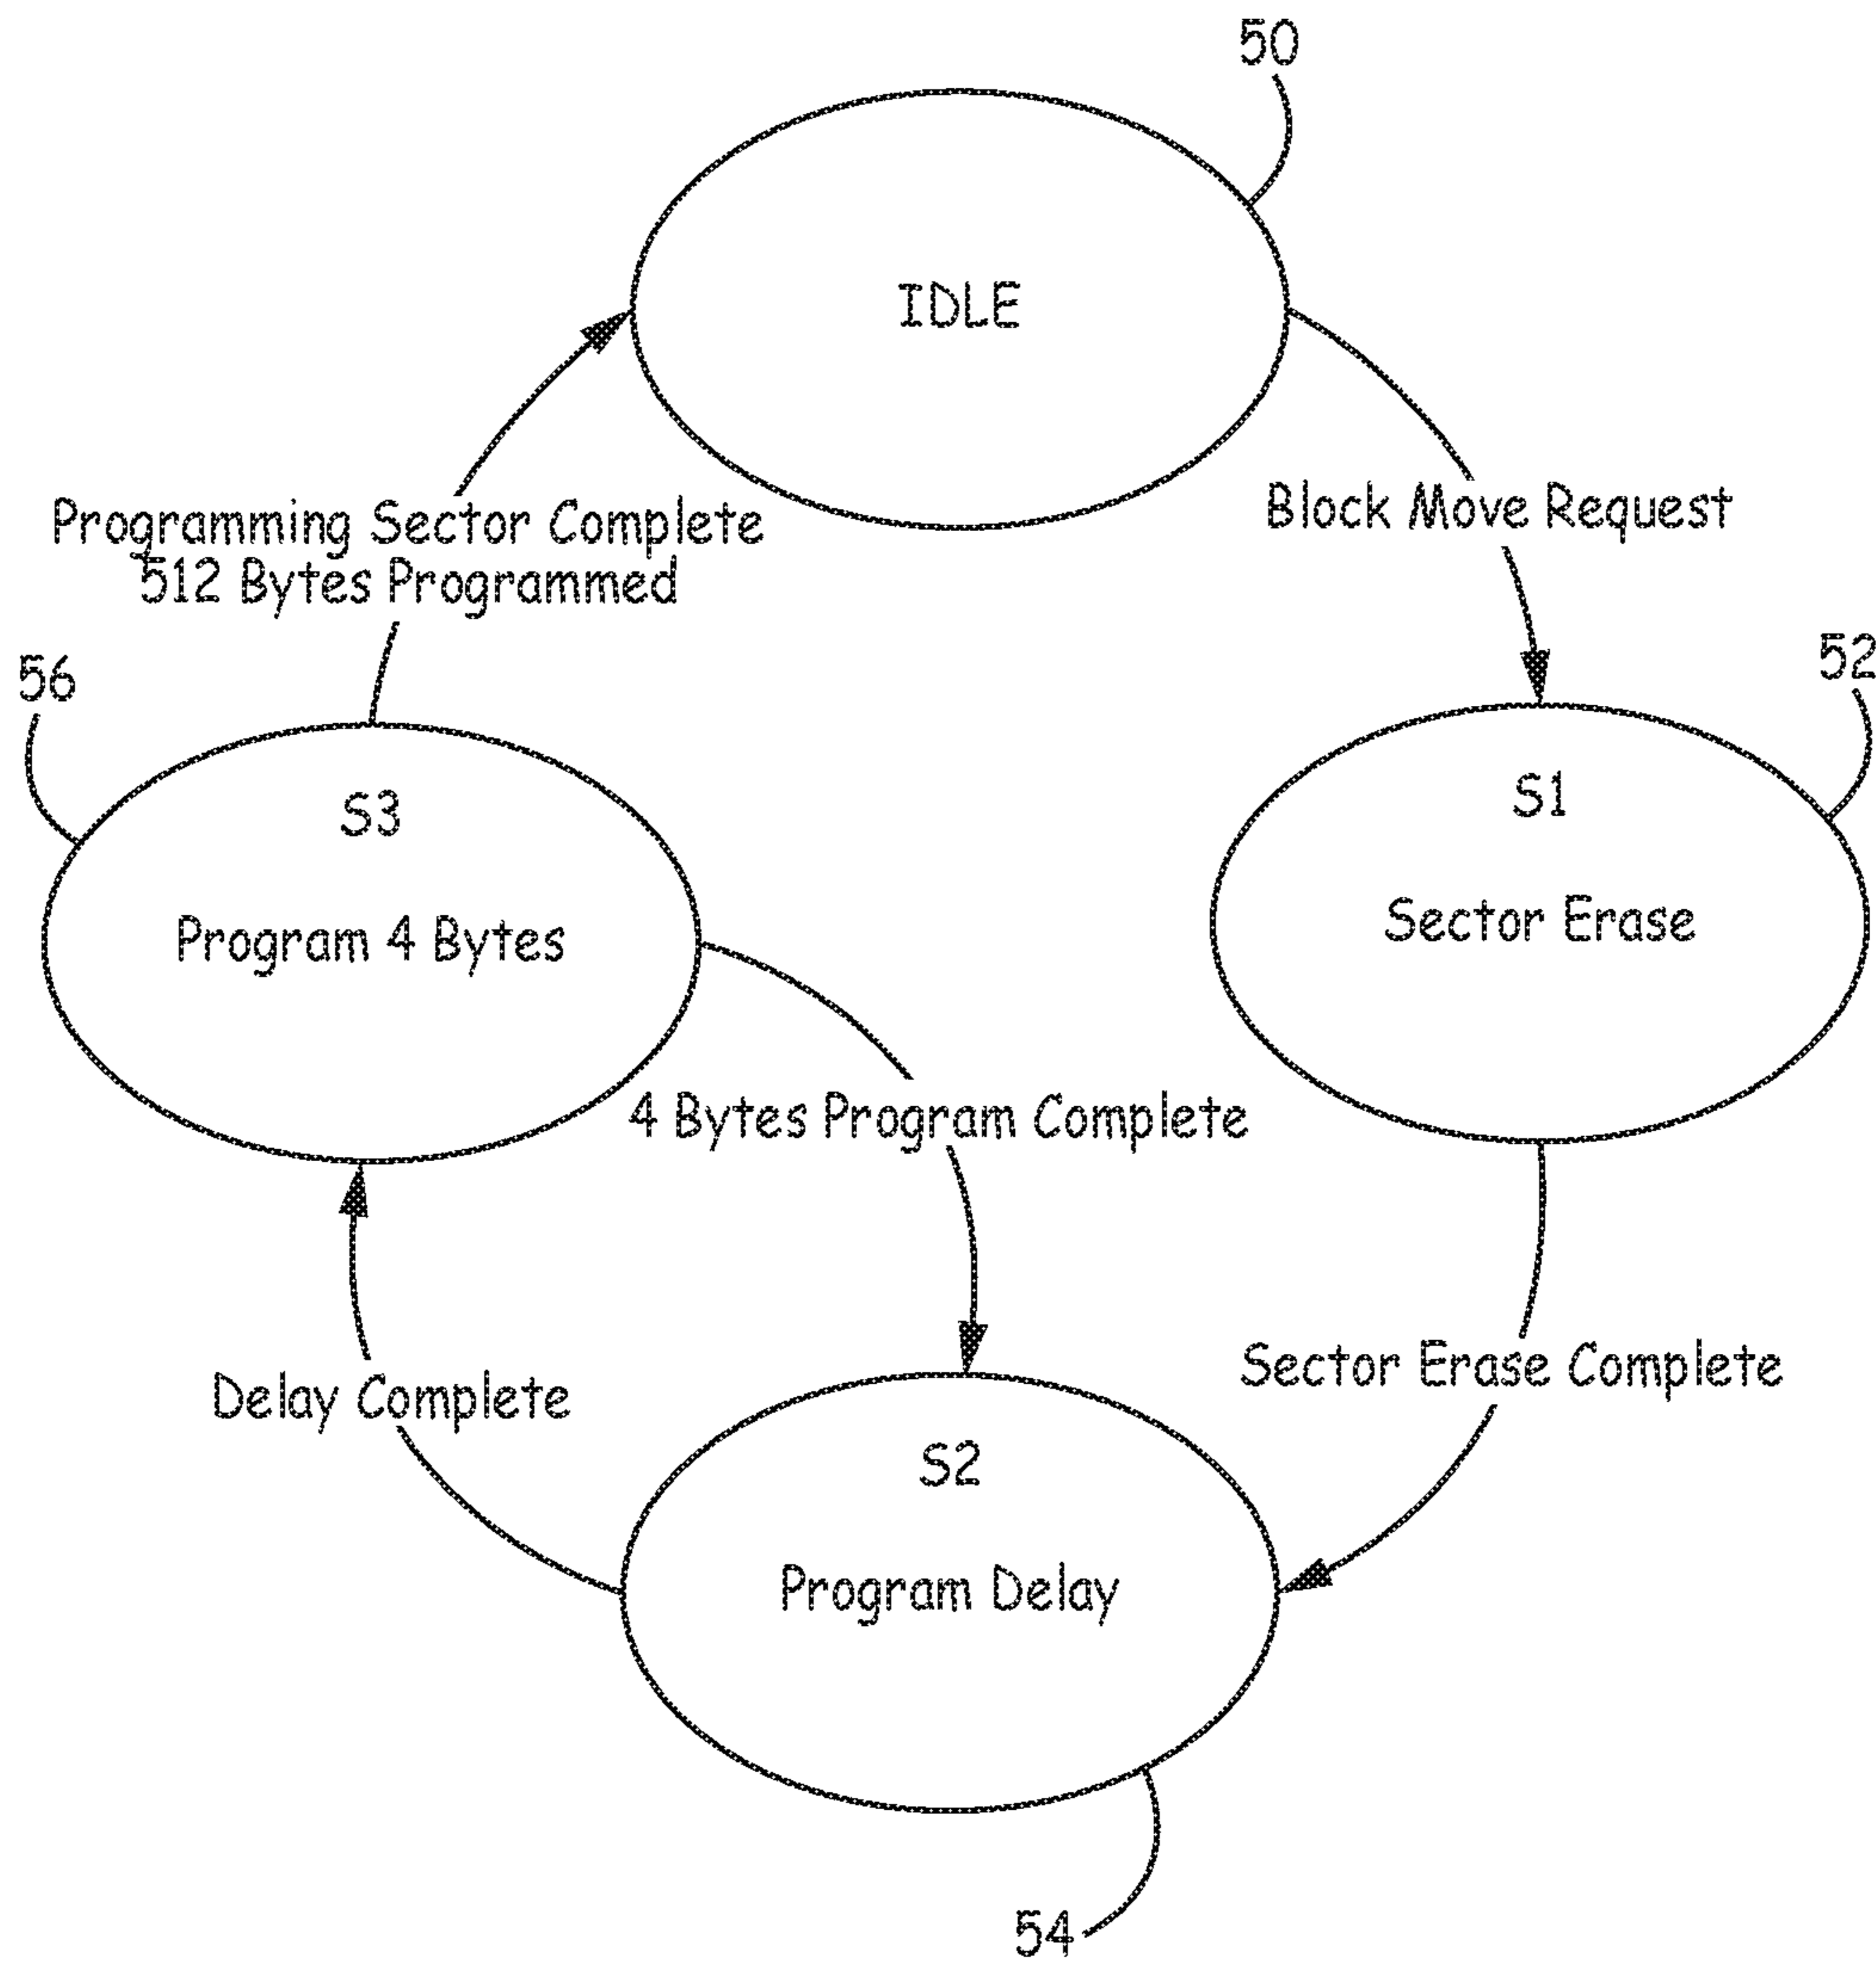 50
IDLE
Programming Sector Complete
512 Bytes Programmed
Block Move Request
56
52
S3
Program 4 Bytes
S1
Sector Erase
4 Bytes Program Complete
Delay Complete
Sector Erase Complete
S2
Program Delay
54